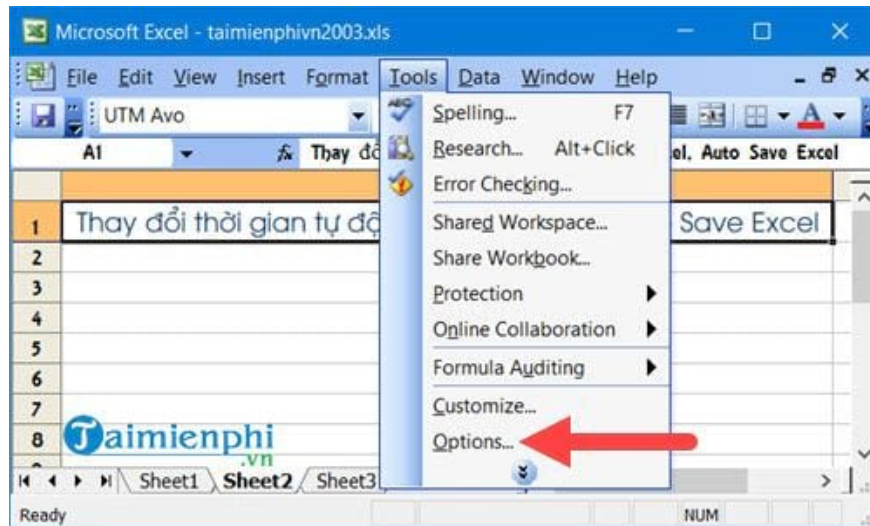 Microsoft Excel - taimienphivn2003.xls
File Edit View Insert Format Tools Data Window Help
UTM Avo
A1 fx Thay đổ el, Auto Save Excel
Spelling... F7
Research... Alt+Click
Error Checking...
Shared Workspace...
Share Workbook...
Protection
Online Collaboration
Formula Auditing
Customize...
Options...
1 Thay đổi thời gian tự độ Save Excel
2
3
4
5
6
7
8
Taimienphi
.vn
Sheet1 Sheet2 Sheet3
Ready NUM